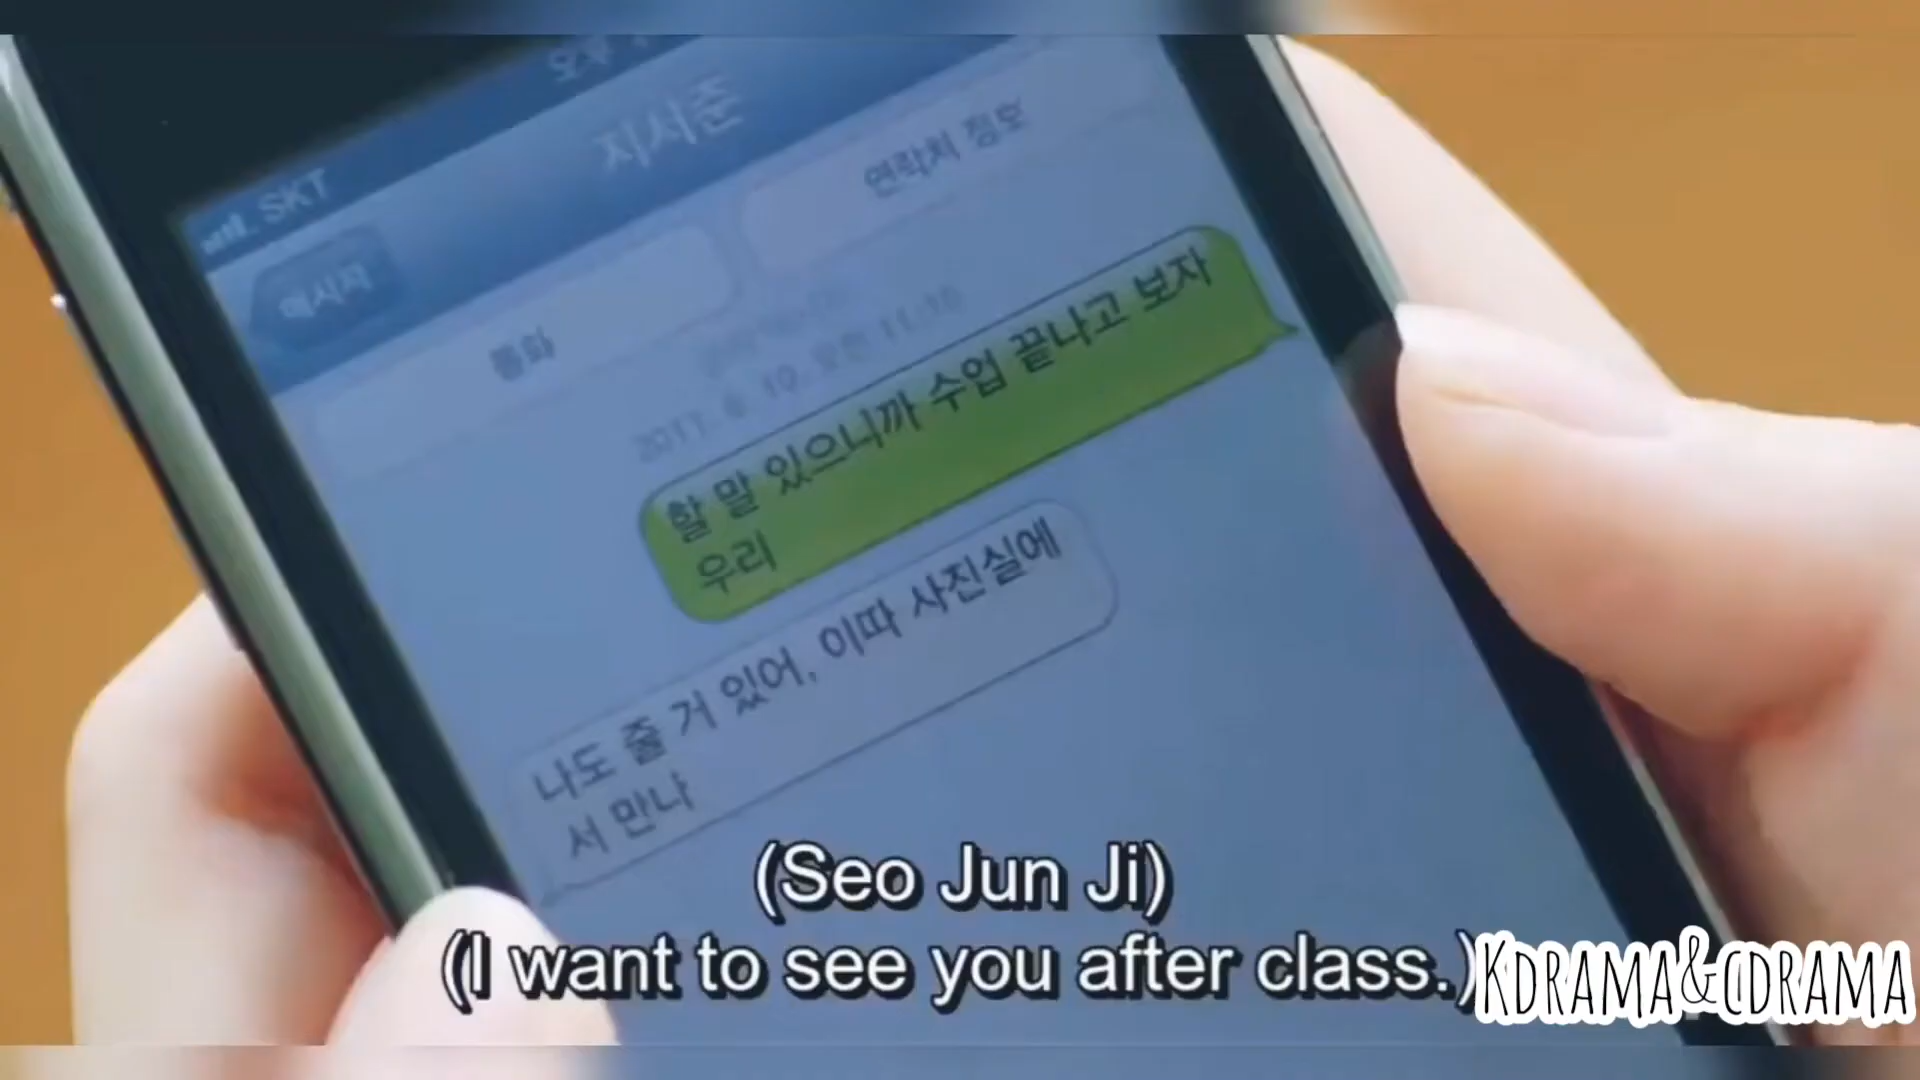 SKT
지서준
메시지
통화
연락처 정보
할 말 있으니까 수업 끝나고 보자
우리
나도 줄 거 있어, 이따 사진실에
서 만나
(Seo Jun Ji)
(I want to see you after class.)
Kdrama&cdrama